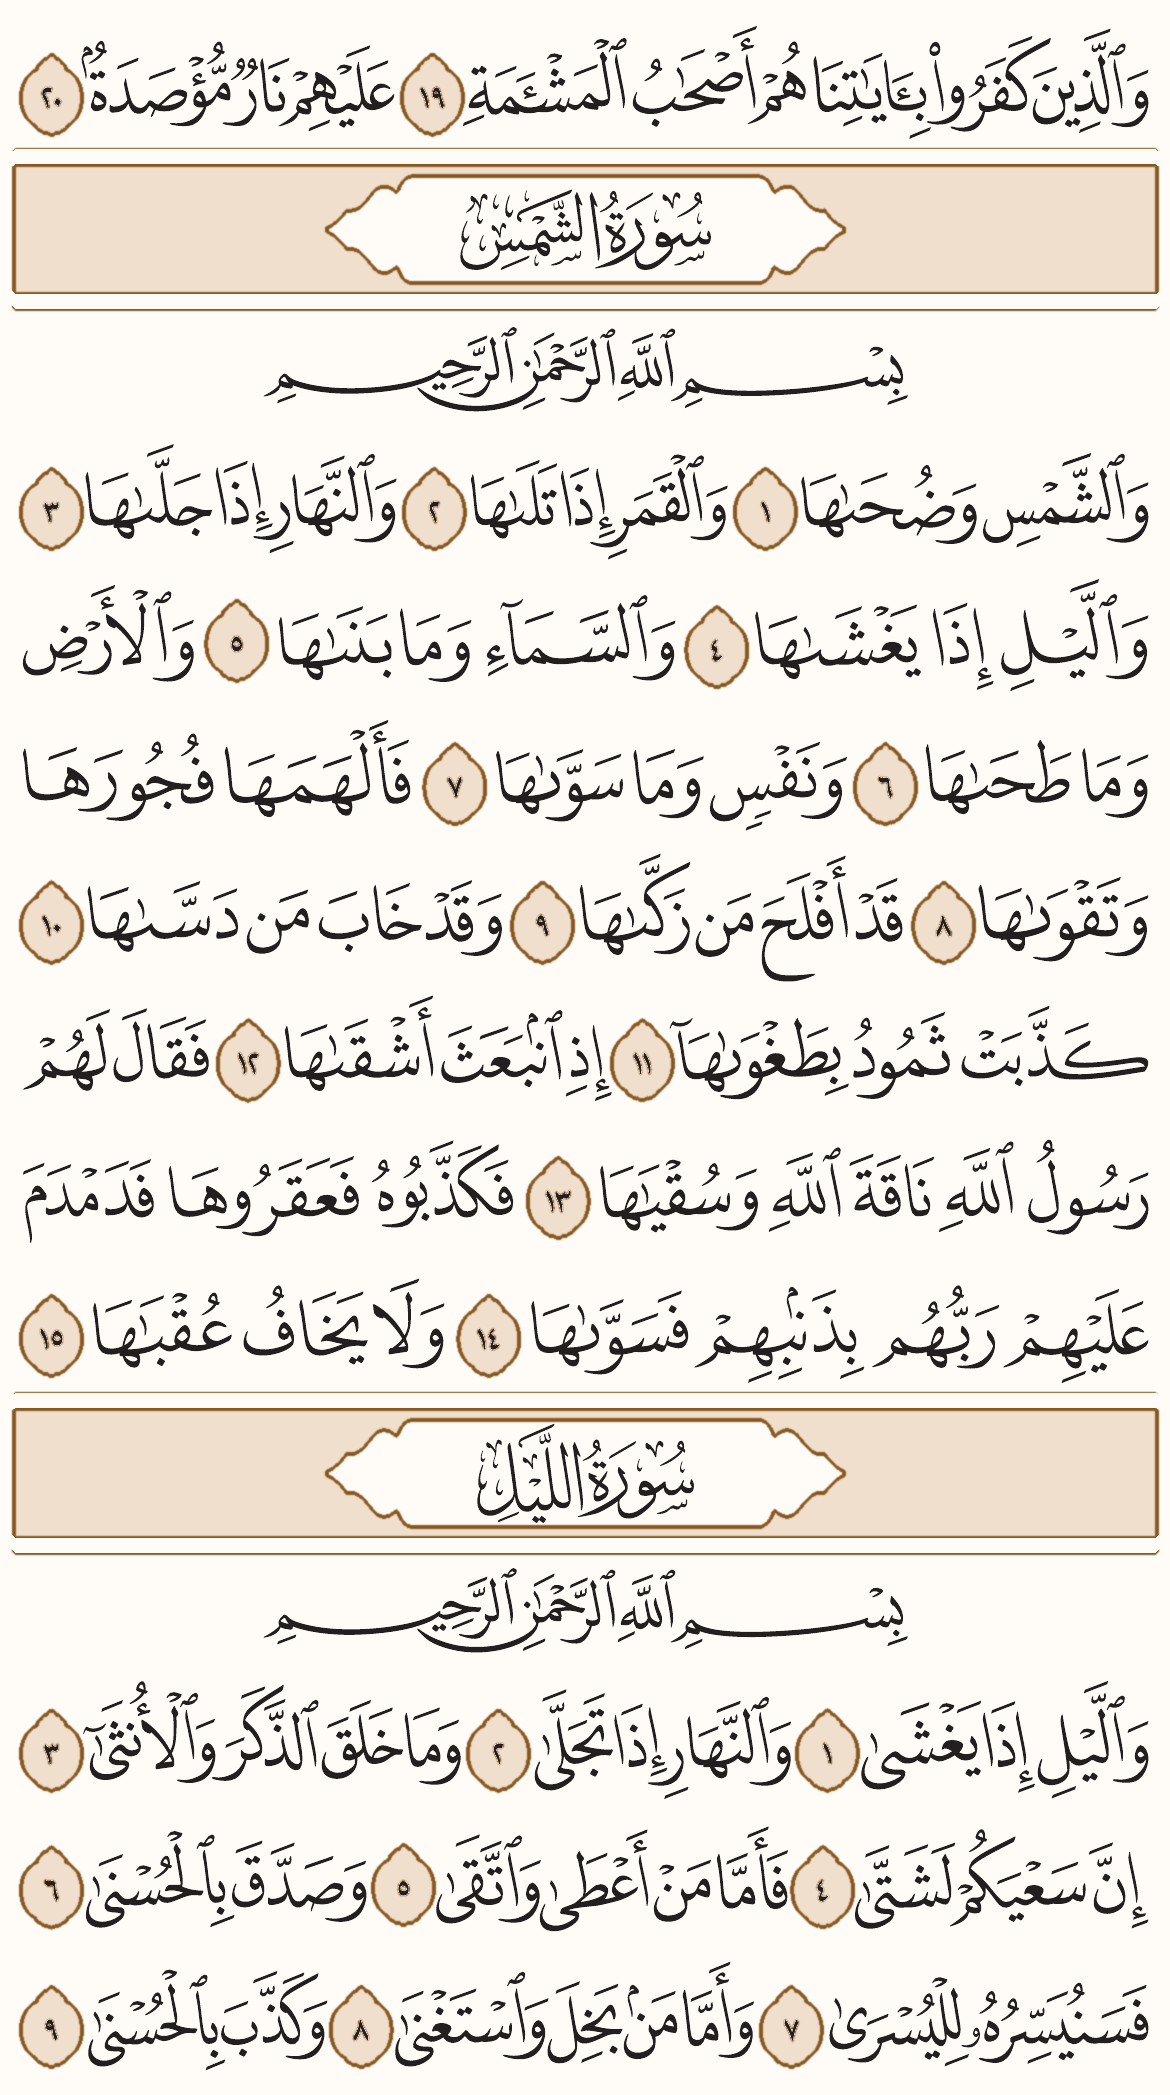 وَٱلَّذِينَ كَفَرُوا۟ بِـَٔايَٰتِنَا هُمْ أَصْحَٰبُ ٱلْمَشْـَٔمَةِ ١٩ عَلَيْهِمْ نَارٌ مُّؤْصَدَةٌۢ ٢٠
سُورَةُ الشَّمْسِ
بِسْمِ ٱللَّهِ ٱلرَّحْمَٰنِ ٱلرَّحِيمِ
وَٱلشَّمْسِ وَضُحَىٰهَا ١ وَٱلْقَمَرِ إِذَا تَلَىٰهَا ٢ وَٱلنَّهَارِ إِذَا جَلَّىٰهَا ٣
وَٱلَّيْلِ إِذَا يَغْشَىٰهَا ٤ وَٱلسَّمَآءِ وَمَا بَنَىٰهَا ٥ وَٱلْأَرْضِ
وَمَا طَحَىٰهَا ٦ وَنَفْسٍ وَمَا سَوَّىٰهَا ٧ فَأَلْهَمَهَا فُجُورَهَا
وَتَقْوَىٰهَا ٨ قَدْ أَفْلَحَ مَن زَكَّىٰهَا ٩ وَقَدْ خَابَ مَن دَسَّىٰهَا ١٠
كَذَّبَتْ ثَمُودُ بِطَغْوَىٰهَآ ١١ إِذِ ٱنۢبَعَثَ أَشْقَىٰهَا ١٢ فَقَالَ لَهُمْ
رَسُولُ ٱللَّهِ نَاقَةَ ٱللَّهِ وَسُقْيَٰهَا ١٣ فَكَذَّبُوهُ فَعَقَرُوهَا فَدَمْدَمَ
عَلَيْهِمْ رَبُّهُم بِذَنۢبِهِمْ فَسَوَّىٰهَا ١٤ وَلَا يَخَافُ عُقْبَٰهَا ١٥
سُورَةُ اللَّيْلِ
بِسْمِ ٱللَّهِ ٱلرَّحْمَٰنِ ٱلرَّحِيمِ
وَٱلَّيْلِ إِذَا يَغْشَىٰ ١ وَٱلنَّهَارِ إِذَا تَجَلَّىٰ ٢ وَمَا خَلَقَ ٱلذَّكَرَ وَٱلْأُنثَىٰٓ ٣
إِنَّ سَعْيَكُمْ لَشَتَّىٰ ٤ فَأَمَّا مَنْ أَعْطَىٰ وَٱتَّقَىٰ ٥ وَصَدَّقَ بِٱلْحُسْنَىٰ ٦
فَسَنُيَسِّرُهُۥ لِلْيُسْرَىٰ ٧ وَأَمَّا مَنۢ بَخِلَ وَٱسْتَغْنَىٰ ٨ وَكَذَّبَ بِٱلْحُسْنَىٰ ٩